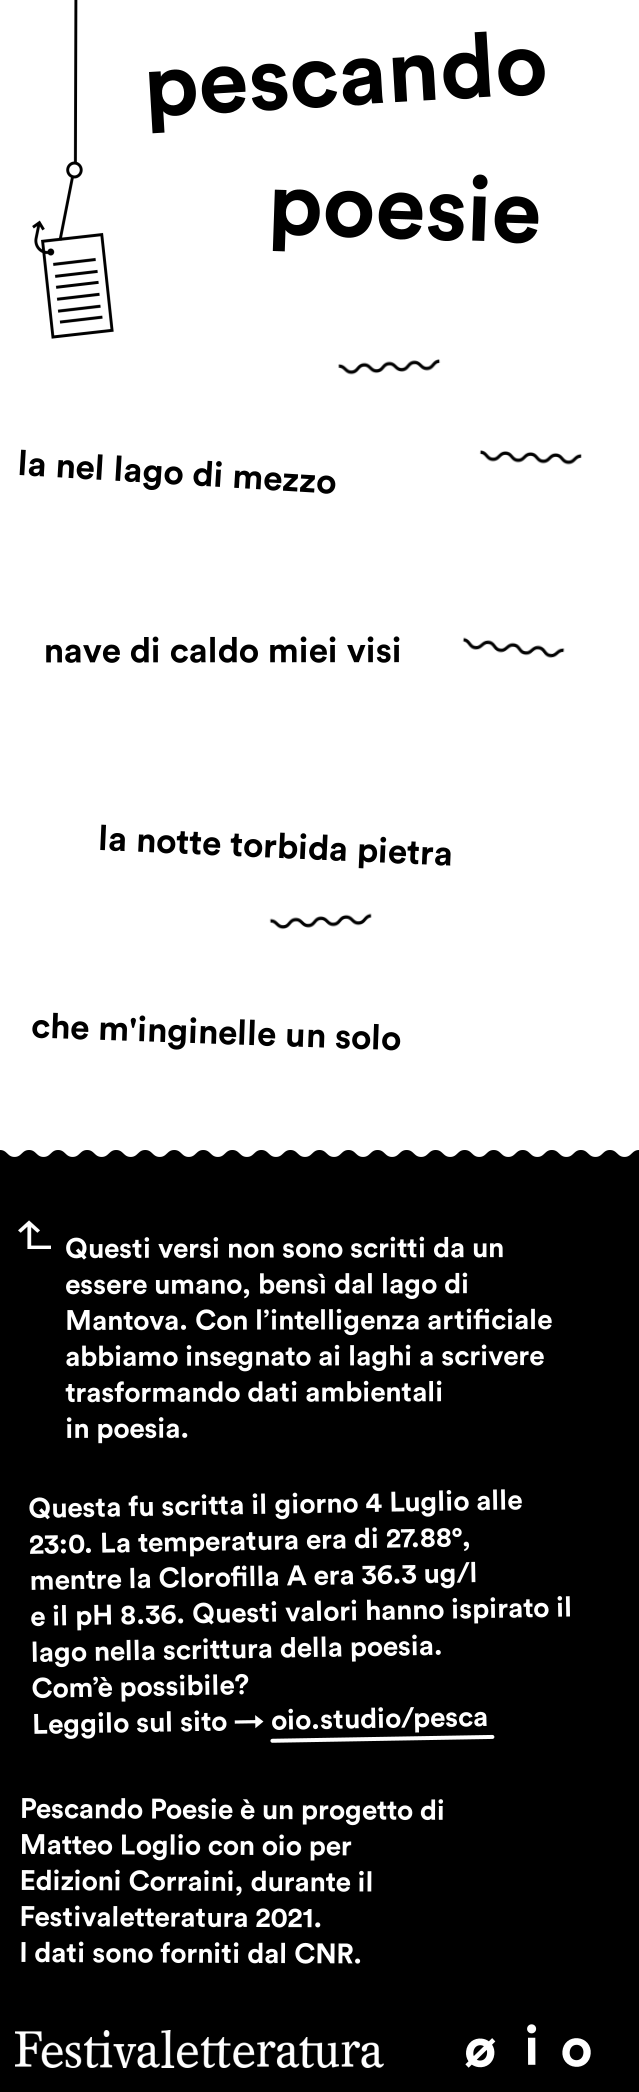 pescando
poesie
la nel lago di mezzo
nave di caldo miei visi
la notte torbida pietra
che m'inginelle un solo
Questi versi non sono scritti da un
essere umano, bensì dal lago di
Mantova. Con l’intelligenza artificiale
abbiamo insegnato ai laghi a scrivere
trasformando dati ambientali
in poesia.
Questa fu scritta il giorno 4 Luglio alle
23:0. La temperatura era di 27.88°,
mentre la Clorofilla A era 36.3 ug/l
e il pH 8.36. Questi valori hanno ispirato il
lago nella scrittura della poesia.
Com’è possibile?
Leggilo sul sito → oio.studio/pesca
Pescando Poesie è un progetto di
Matteo Loglio con oio per
Edizioni Corraini, durante il
Festivaletteratura 2021.
I dati sono forniti dal CNR.
Festivaletteratura ø i o